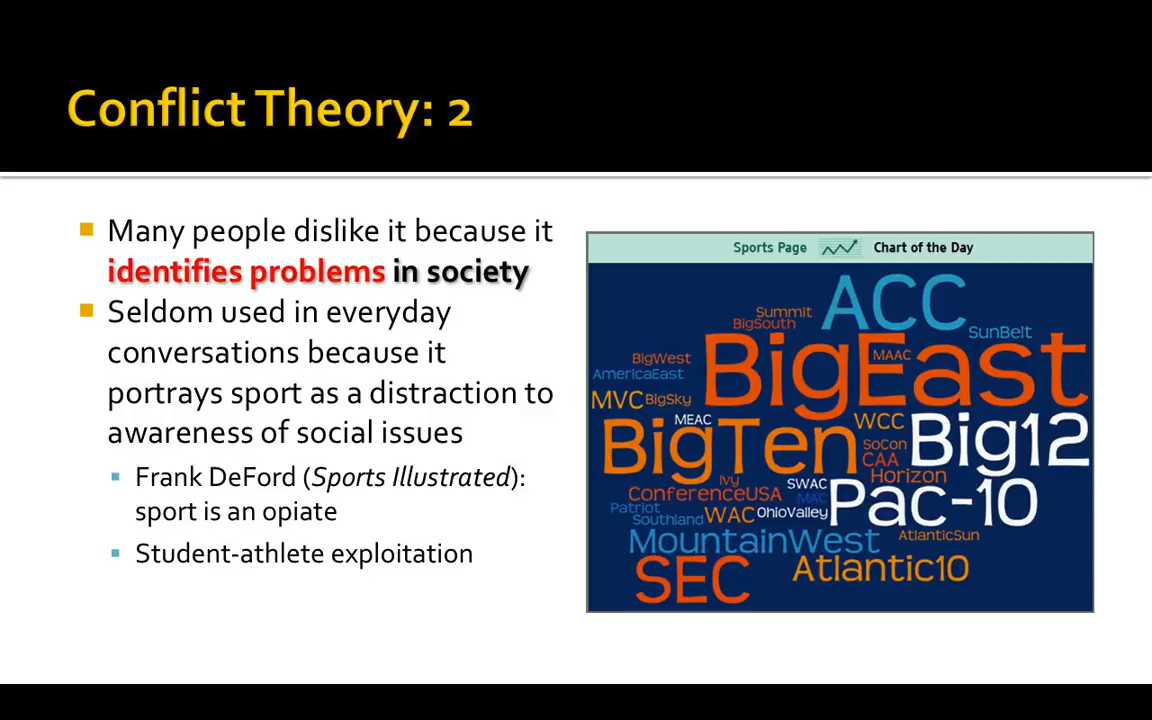 Conflict Theory: 2
Many people dislike it because it
identifies problems in society
Seldom used in everyday
conversations because it
portrays sport as a distraction to
awareness of social issues
Frank DeFord (Sports Illustrated):
sport is an opiate
Student-athlete exploitation
Sports Page Chart of the Day
ACC
Summit
BigSouth
SunBelt
BigEast
MAAC
BigWest
AmericaEast
MVC
BigSky
MEAC
WCC
BigTen
Big12
SoCon
CAA
Horizon
Ivy
SWAC
ConferenceUSA
MAC
Pac-10
Patriot
Southland
WAC
OhioValley
MountainWest
AtlanticSun
SEC
Atlantic10